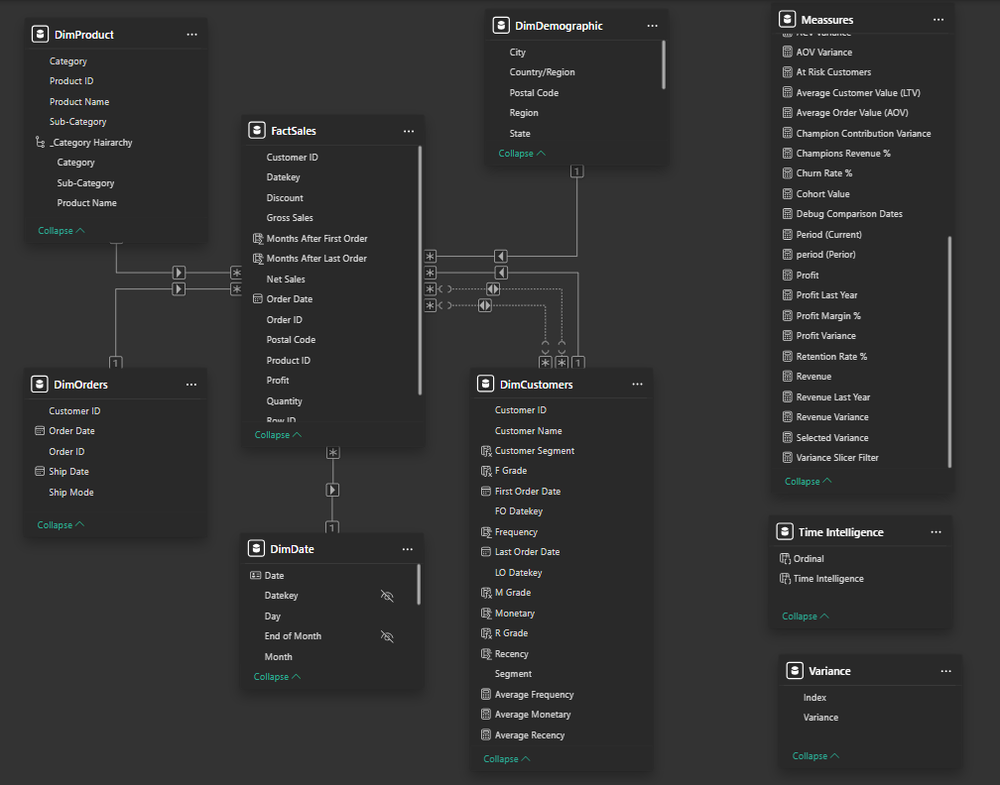 DimProduct
Category
Product ID
Product Name
Sub-Category
_Category Hairarchy
Category
Sub-Category
Product Name
Collapse
DimOrders
Customer ID
Order Date
Order ID
Ship Date
Ship Mode
Collapse
FactSales
Customer ID
Datekey
Discount
Gross Sales
Months After First Order
Months After Last Order
Net Sales
Order Date
Order ID
Postal Code
Product ID
Profit
Quantity
Row ID
Collapse
DimDate
Date
Datekey
Day
End of Month
Month
Collapse
DimDemographic
City
Country/Region
Postal Code
Region
State
Collapse
DimCustomers
Customer ID
Customer Name
Customer Segment
F Grade
First Order Date
FO Datekey
Frequency
Last Order Date
LO Datekey
M Grade
Monetary
R Grade
Recency
Segment
Average Frequency
Average Monetary
Average Recency
Collapse
Meassures
AOV Variance
AOV Variance
At Risk Customers
Average Customer Value (LTV)
Average Order Value (AOV)
Champion Contribution Variance
Champions Revenue %
Churn Rate %
Cohort Value
Debug Comparison Dates
Period (Current)
period (Perior)
Profit
Profit Last Year
Profit Margin %
Profit Variance
Retention Rate %
Revenue
Revenue Last Year
Revenue Variance
Selected Variance
Variance Slicer Filter
Collapse
Time Intelligence
Ordinal
Time Intelligence
Collapse
Variance
Index
Variance
Collapse
1
1
1
1